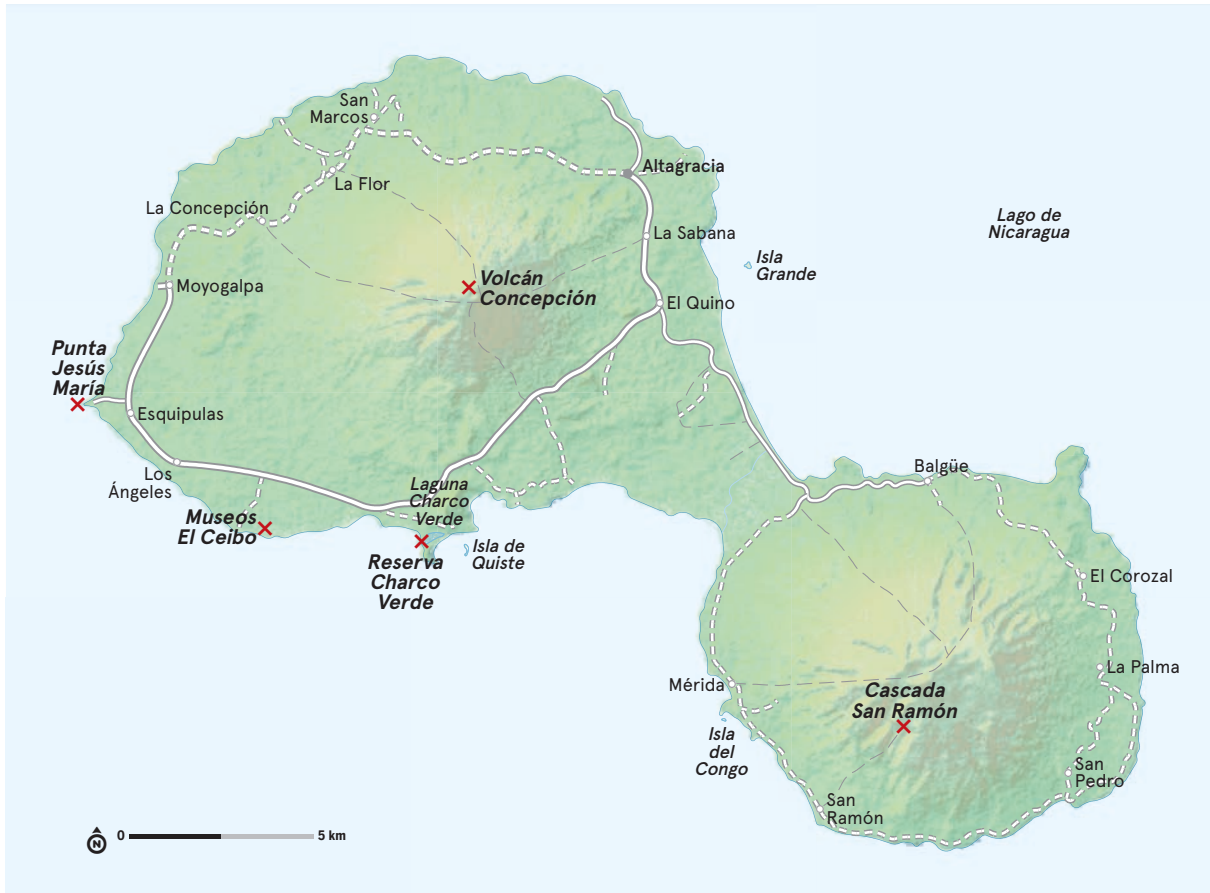 San
Marcos
Altagracia
La Flor
La Concepción
Lago de
Nicaragua
La Sabana
Isla
Grande
Volcán
Concepción
Moyogalpa
El Quino
Punta
Jesús
María
Esquipulas
Los
Ángeles
Balgüe
Laguna
Charco
Verde
Museos
El Ceibo
Isla de
Quiste
Reserva
Charco
Verde
El Corozal
La Palma
Mérida
Cascada
San Ramón
Isla
del
Congo
San
Pedro
San
Ramón
N
0
5 km